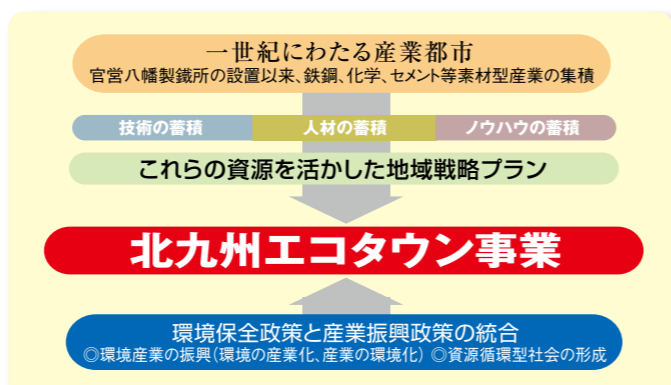 一世紀にわたる産業都市
官営八幡製鐵所の設置以来、鉄鋼、化学、セメント等素材型産業の集積
技術の蓄積 人材の蓄積 ノウハウの蓄積
これらの資源を活かした地域戦略プラン
北九州エコタウン事業
環境保全政策と産業振興政策の統合
◎環境産業の振興(環境の産業化、産業の環境化) ◎資源循環型社会の形成